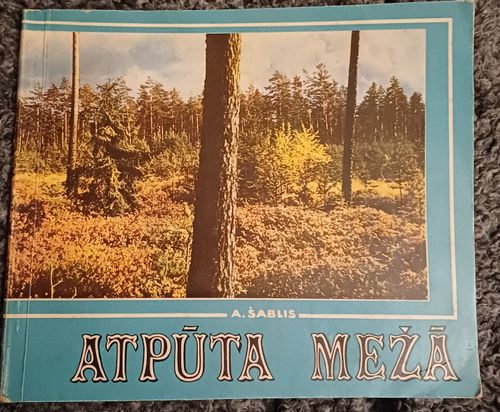 A. ŠABLIS
ATPŪTA MEŽĀ